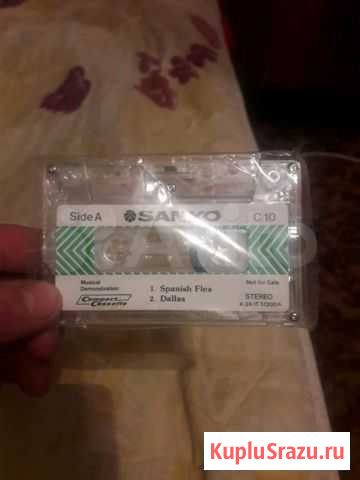 Side A SANYO C10
Musical
Demonstration
Compact
Cassette
1. Spanish Flea
2. Dallas
Not for Sale
STEREO
KupluSrazu.ru